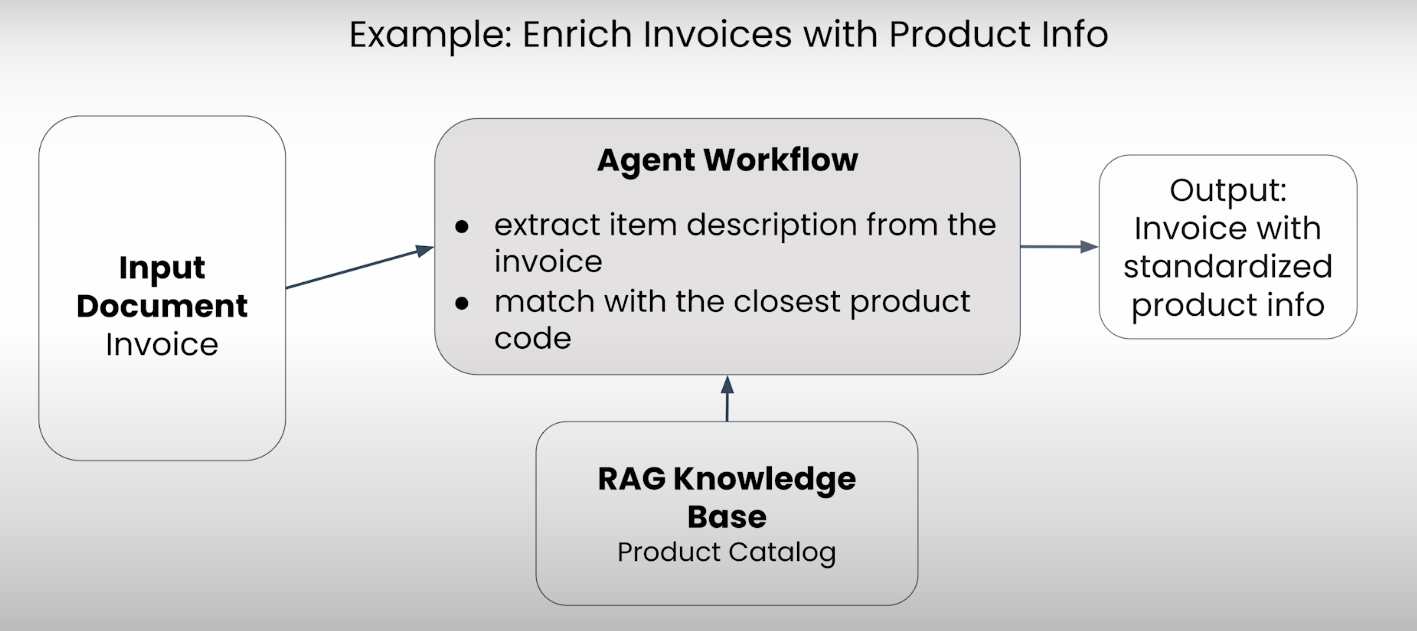 Example: Enrich Invoices with Product Info
Input
Document
Invoice
Agent Workflow
● extract item description from the
invoice
● match with the closest product
code
Output:
Invoice with
standardized
product info
RAG Knowledge
Base
Product Catalog